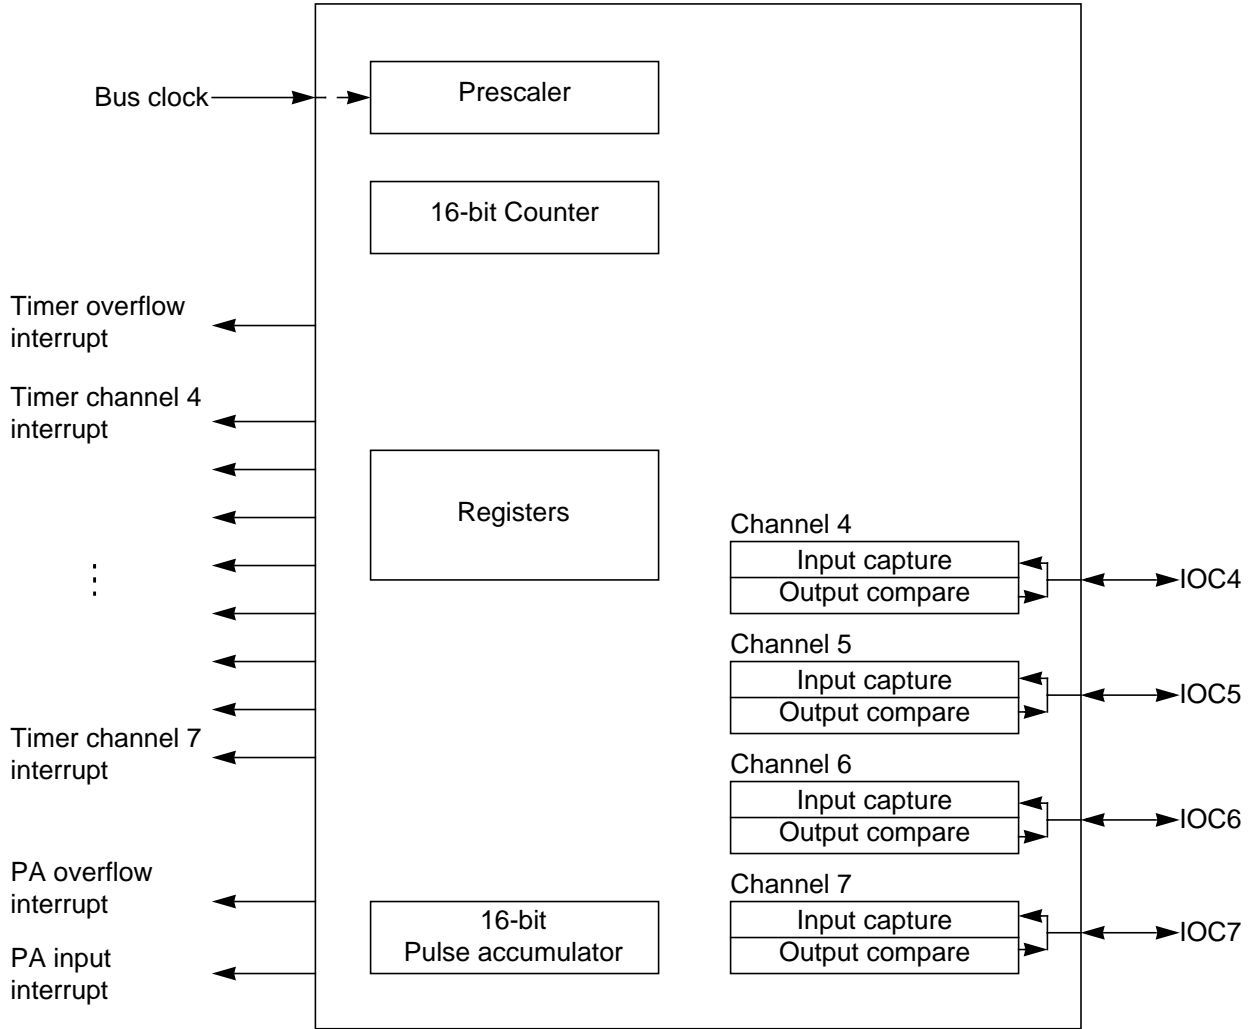 Bus clock
Prescaler
16-bit Counter
Timer overflow
interrupt
Timer channel 4
interrupt
Registers
Channel 4
Input capture
Output compare
IOC4
Channel 5
Input capture
Output compare
IOC5
Timer channel 7
interrupt
Channel 6
Input capture
Output compare
IOC6
PA overflow
interrupt
16-bit
Pulse accumulator
Channel 7
Input capture
Output compare
IOC7
PA input
interrupt